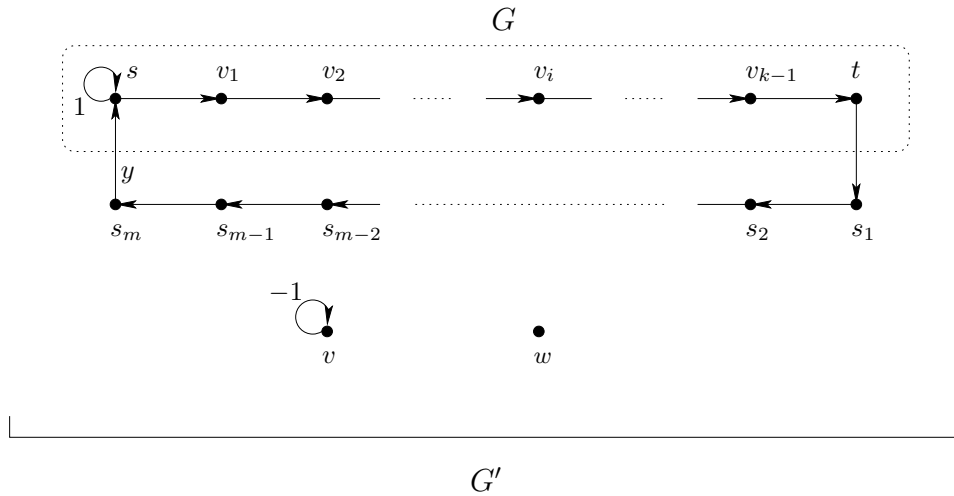 G
s v₁ v₂ vᵢ vₖ₋₁ t
1
y
sₘ sₘ₋₁ sₘ₋₂ s₂ s₁
−1
v w
G′